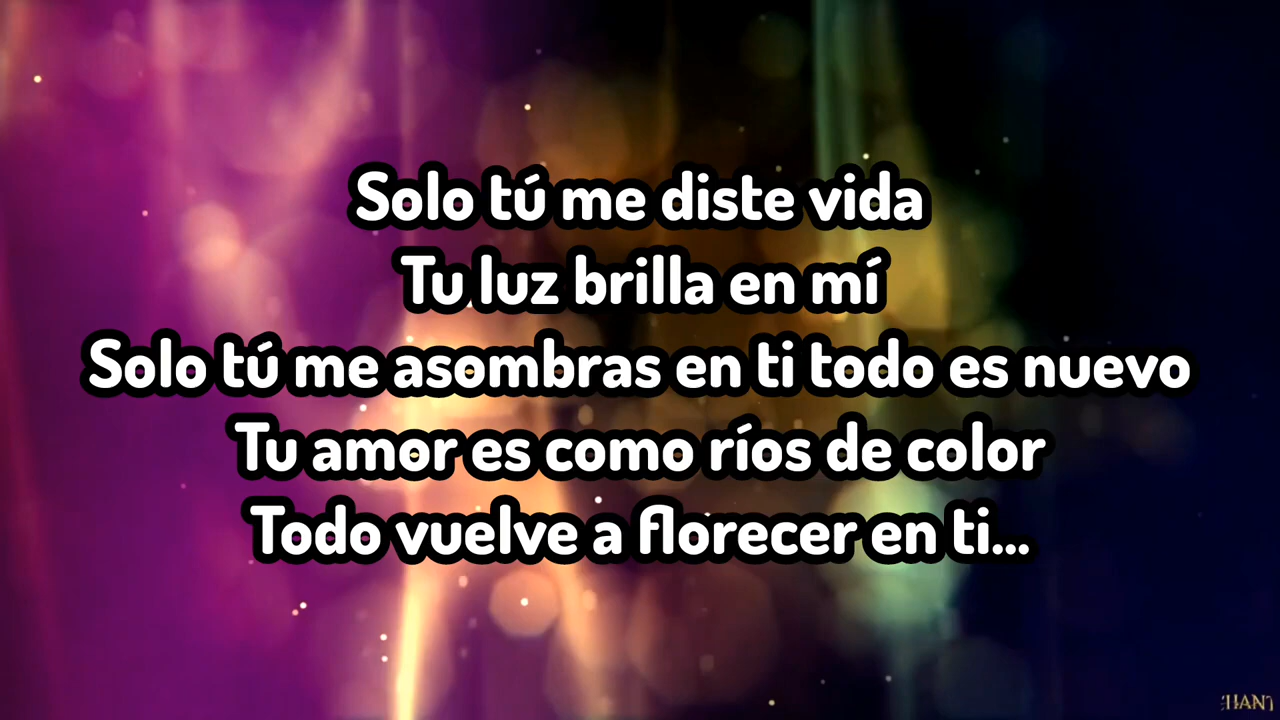 Solo tú me diste vida
Tu luz brilla en mí
Solo tú me asombras en ti todo es nuevo
Tu amor es como ríos de color
Todo vuelve a florecer en ti...